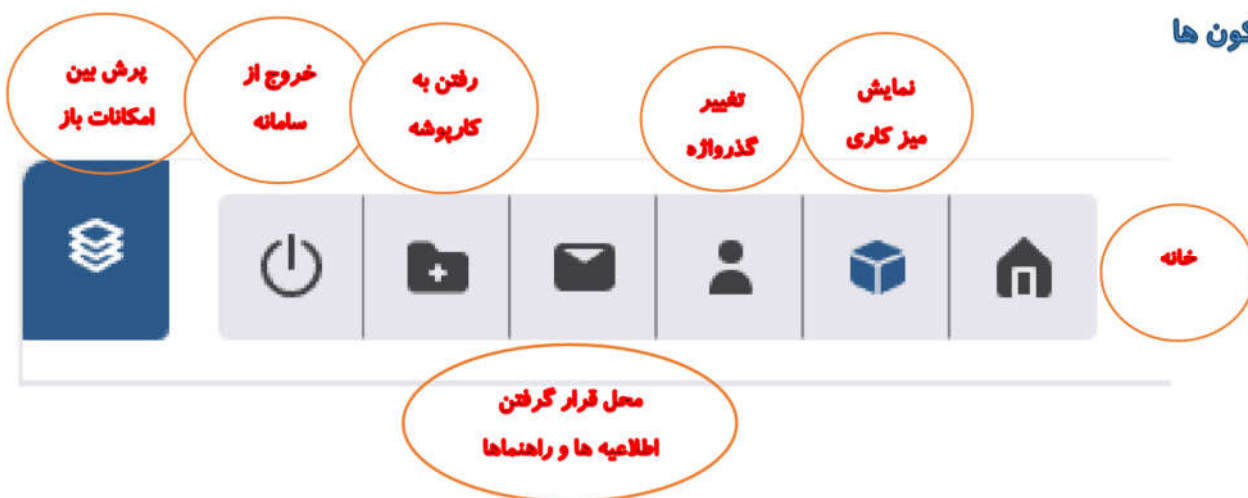 کون ها
خانه
نمایش
میز کاری
تغییر
گذرواژه
رفتن به
کارپوشه
خروج از
سامانه
پرش بین
امکانات باز
محل قرار گرفتن
اطلاعیه ها و راهنماها